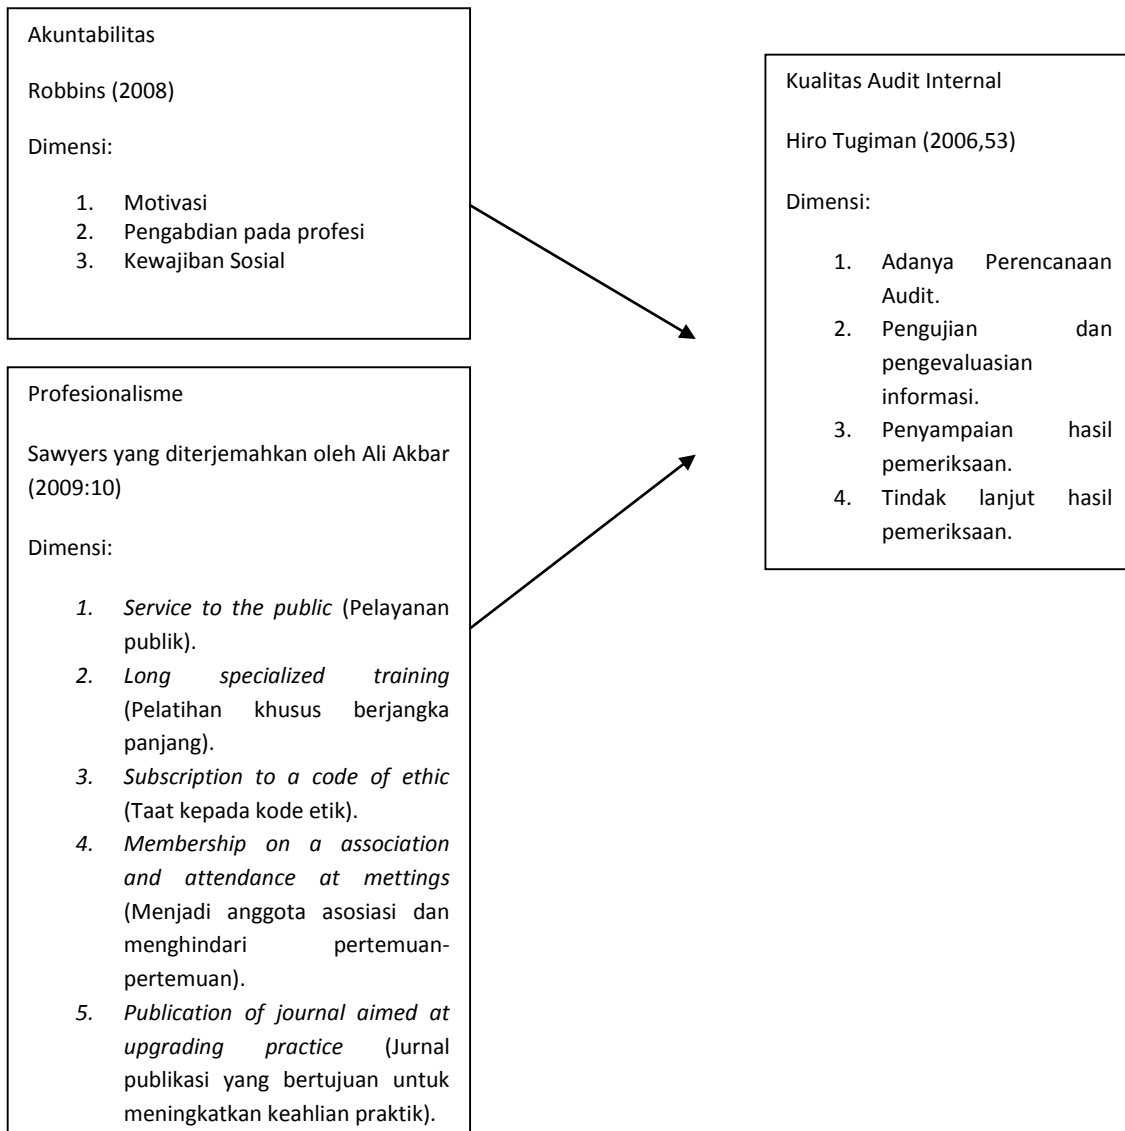 Akuntabilitas
Robbins (2008)
Dimensi:
1. Motivasi
2. Pengabdian pada profesi
3. Kewajiban Sosial
Profesionalisme
Sawyers yang diterjemahkan oleh Ali Akbar
(2009:10)
Dimensi:
1. Service to the public (Pelayanan
publik).
2. Long specialized training
(Pelatihan khusus berjangka
panjang).
3. Subscription to a code of ethic
(Taat kepada kode etik).
4. Membership on a association
and attendance at mettings
(Menjadi anggota asosiasi dan
menghindari pertemuan-
pertemuan).
5. Publication of journal aimed at
upgrading practice (Jurnal
publikasi yang bertujuan untuk
meningkatkan keahlian praktik).
Kualitas Audit Internal
Hiro Tugiman (2006,53)
Dimensi:
1. Adanya Perencanaan
Audit.
2. Pengujian dan
pengevaluasian
informasi.
3. Penyampaian hasil
pemeriksaan.
4. Tindak lanjut hasil
pemeriksaan.